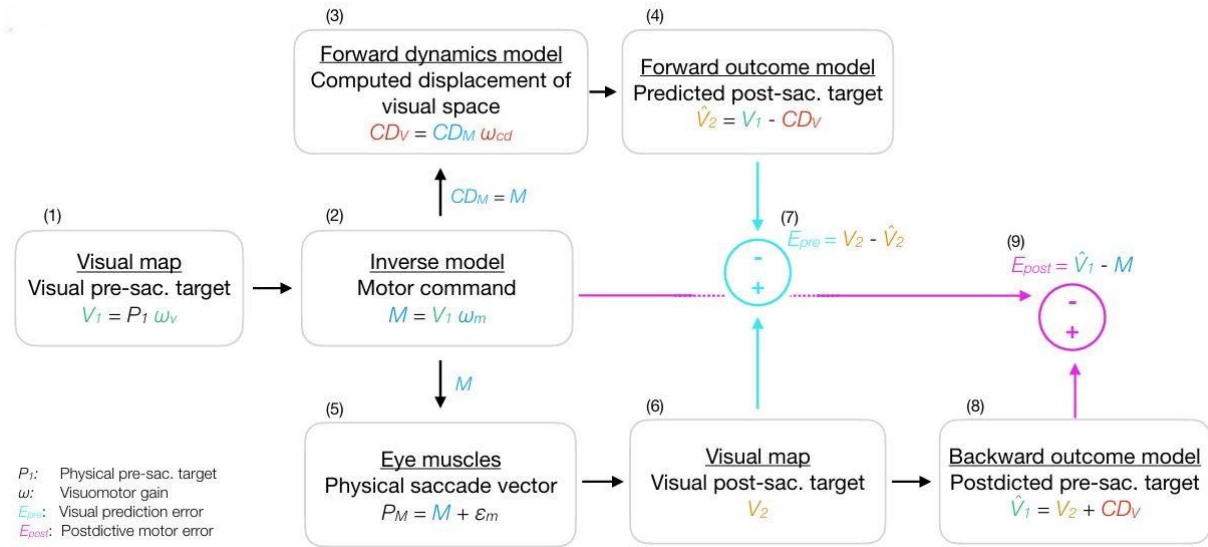 (3)
Forward dynamics model
Computed displacement of
visual space
CDV = CDM ωcd
(4)
Forward outcome model
Predicted post-sac. target
V̂2 = V1 - CDV
CDM = M
(1)
Visual map
Visual pre-sac. target
V1 = P1 ωv
(2)
Inverse model
Motor command
M = V1 ωm
(7)
Epre = V2 - V̂2
-
+
(9)
Epost = V̂1 - M
-
+
M
(5)
Eye muscles
Physical saccade vector
PM = M + εm
(6)
Visual map
Visual post-sac. target
V2
(8)
Backward outcome model
Postdicted pre-sac. target
V̂1 = V2 + CDV
P1: Physical pre-sac. target
ω: Visuomotor gain
Epre: Visual prediction error
Epost: Postdictive motor error